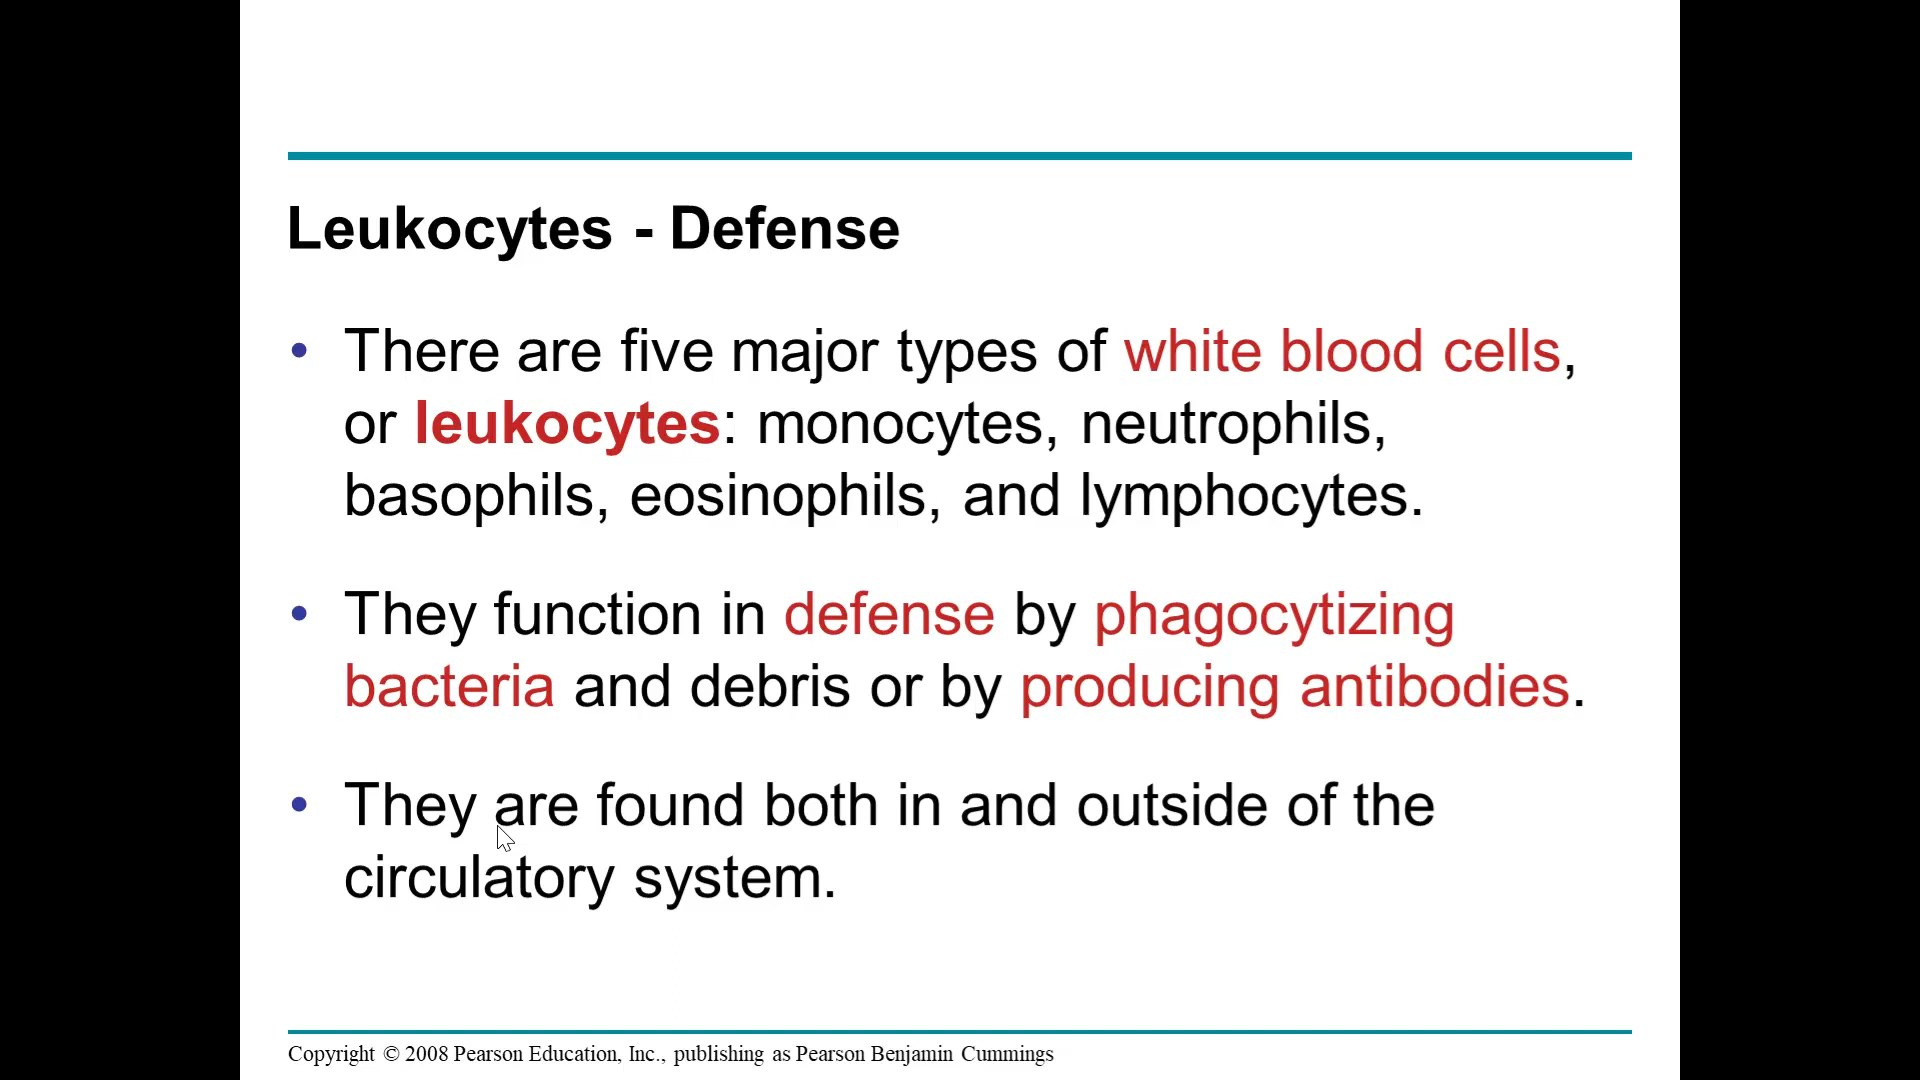 Leukocytes - Defense
• There are five major types of white blood cells,
or leukocytes: monocytes, neutrophils,
basophils, eosinophils, and lymphocytes.
• They function in defense by phagocytizing
bacteria and debris or by producing antibodies.
• They are found both in and outside of the
circulatory system.
Copyright © 2008 Pearson Education, Inc., publishing as Pearson Benjamin Cummings